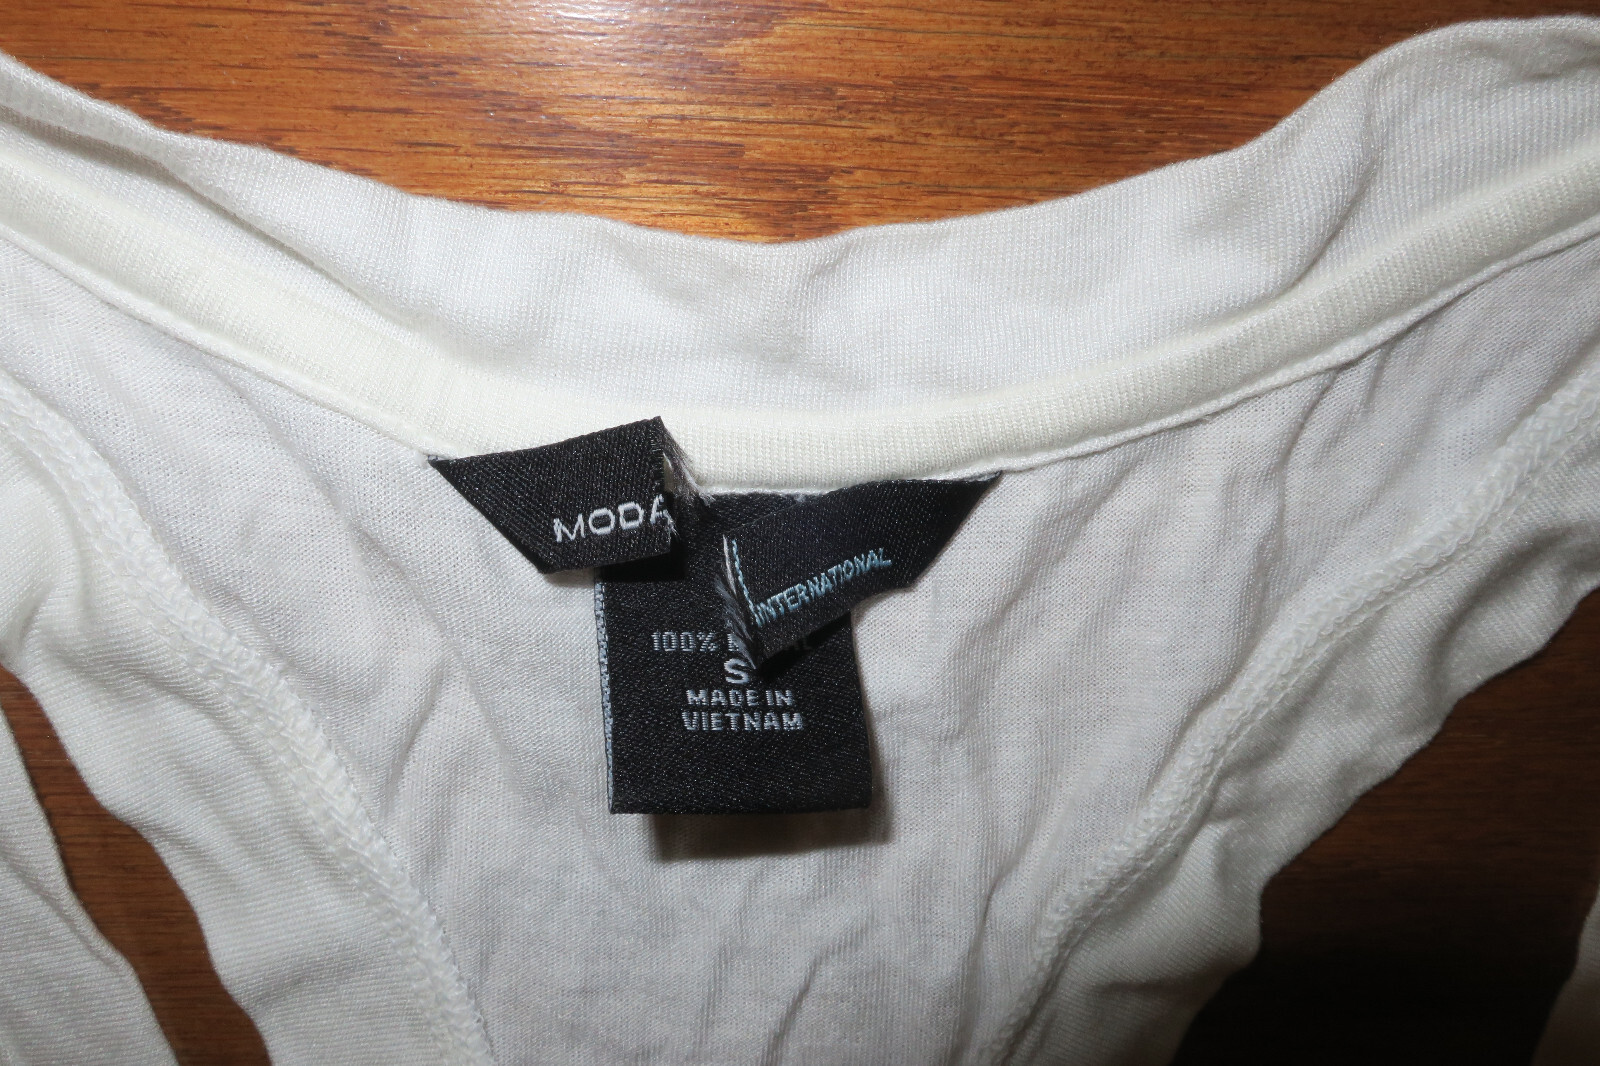 MODA
INTERNATIONAL
100%
S
MADE IN
VIETNAM